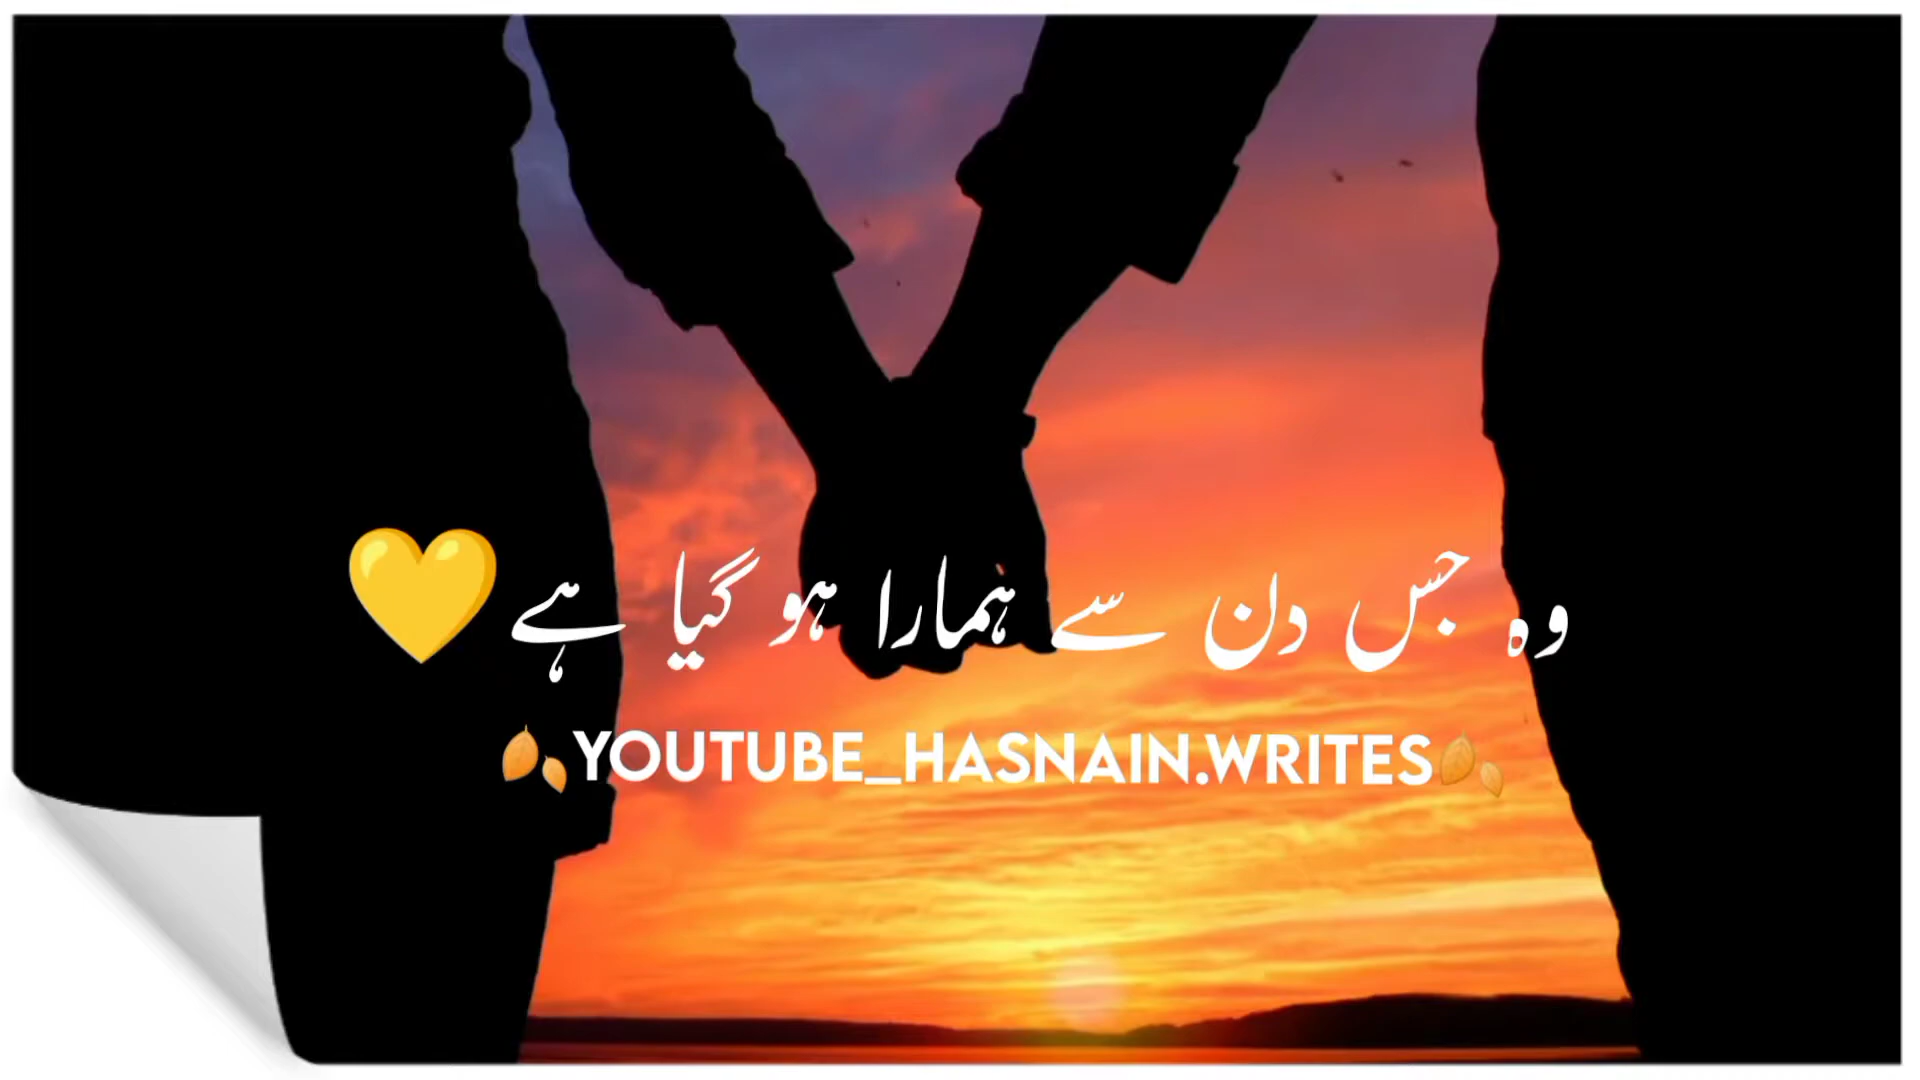 وہ جس دن سے ہمارا ہو گیا ہے 💛
🍂YOUTUBE_HASNAIN.WRITES🍂